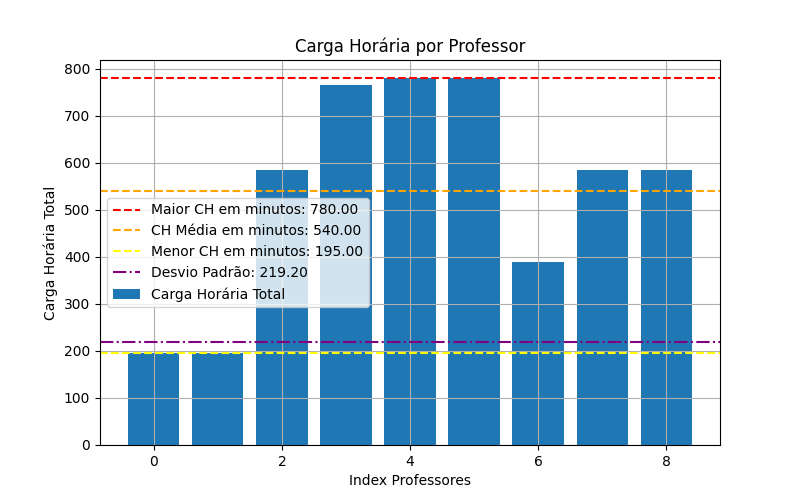 Carga Horária por Professor
800
700
600
500
400
300
200
100
0
Carga Horária Total
Maior CH em minutos: 780.00
CH Média em minutos: 540.00
Menor CH em minutos: 195.00
Desvio Padrão: 219.20
Carga Horária Total
0 2 4 6 8
Index Professores